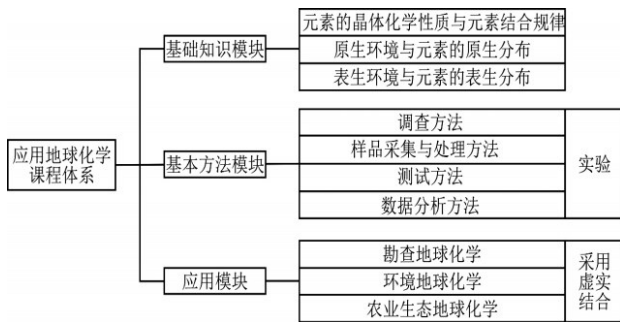 元素的晶体化学性质与元素结合规律
基础知识模块
原生环境与元素的原生分布
表生环境与元素的表生分布
应用地球化学
课程体系
基本方法模块
调查方法
样品采集与处理方法
测试方法
数据分析方法
实验
应用模块
勘查地球化学
环境地球化学
农业生态地球化学
采用
虚实
结合